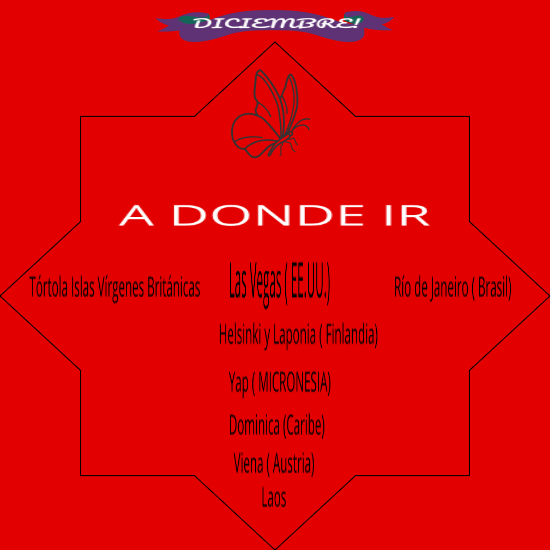 DICIEMBRE!
A DONDE IR
Tórtola Islas Vírgenes Británicas
Las Vegas ( EE.UU.)
Río de Janeiro ( Brasil)
Helsinki y Laponia ( Finlandia)
Yap ( MICRONESIA)
Domínica (Caribe)
Viena ( Austria)
Laos